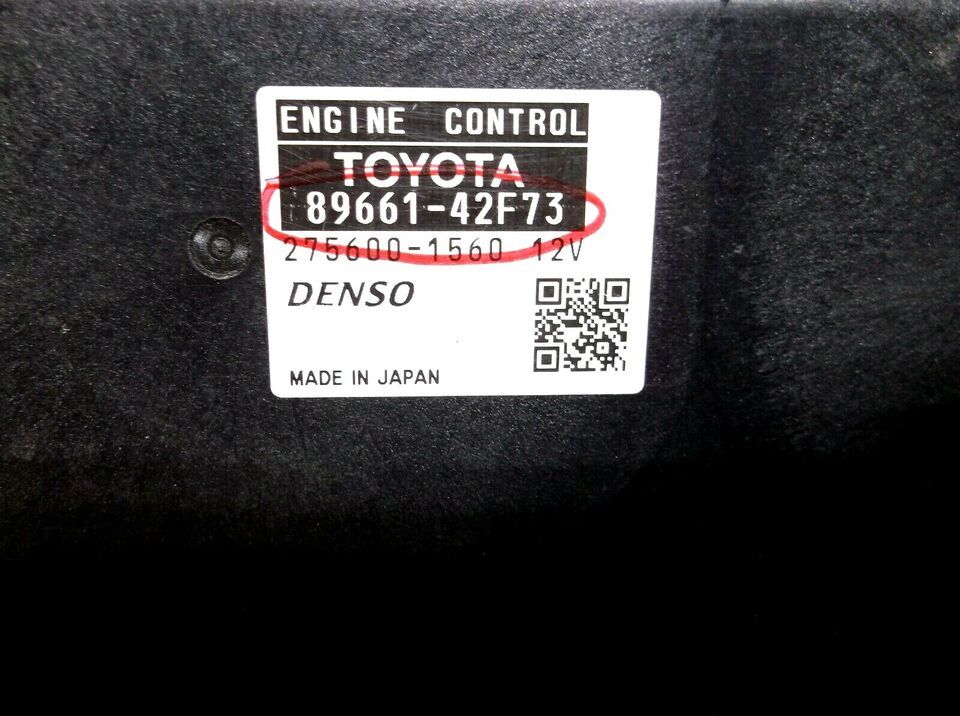 ENGINE CONTROL
TOYOTA
89661-42F73
275600-1560 12V
DENSO
MADE IN JAPAN